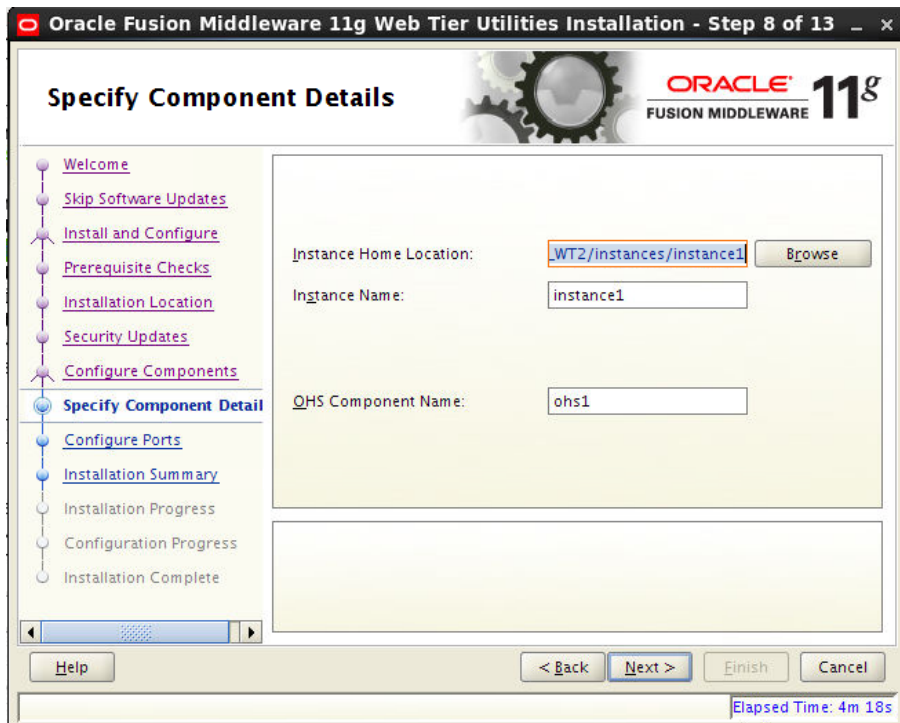 Oracle Fusion Middleware 11g Web Tier Utilities Installation - Step 8 of 13
Specify Component Details
ORACLE
FUSION MIDDLEWARE
11g
Welcome
Skip Software Updates
Install and Configure
Prerequisite Checks
Installation Location
Security Updates
Configure Components
Specify Component Detail
Configure Ports
Installation Summary
Installation Progress
Configuration Progress
Installation Complete
Instance Home Location: _WT2/instances/instance1 Browse
Instance Name: instance1
OHS Component Name: ohs1
Help < Back Next > Finish Cancel
Elapsed Time: 4m 18s